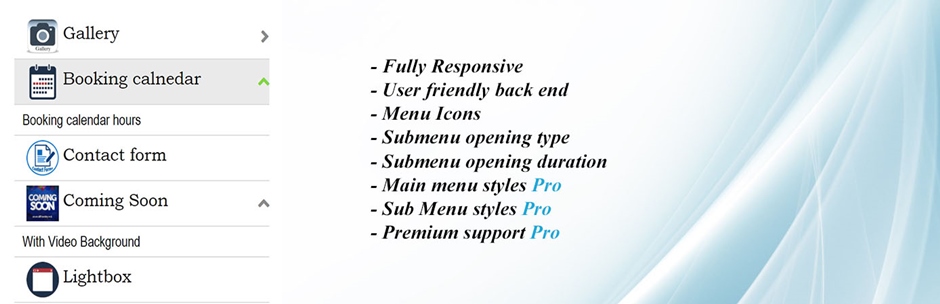 Gallery
Gallery
Booking calnedar
Booking calendar hours
Contact form
COMING
SOON
Coming Soon
With Video Background
Lightbox
- Fully Responsive
- User friendly back end
- Menu Icons
- Submenu opening type
- Submenu opening duration
- Main menu styles Pro
- Sub Menu styles Pro
- Premium support Pro